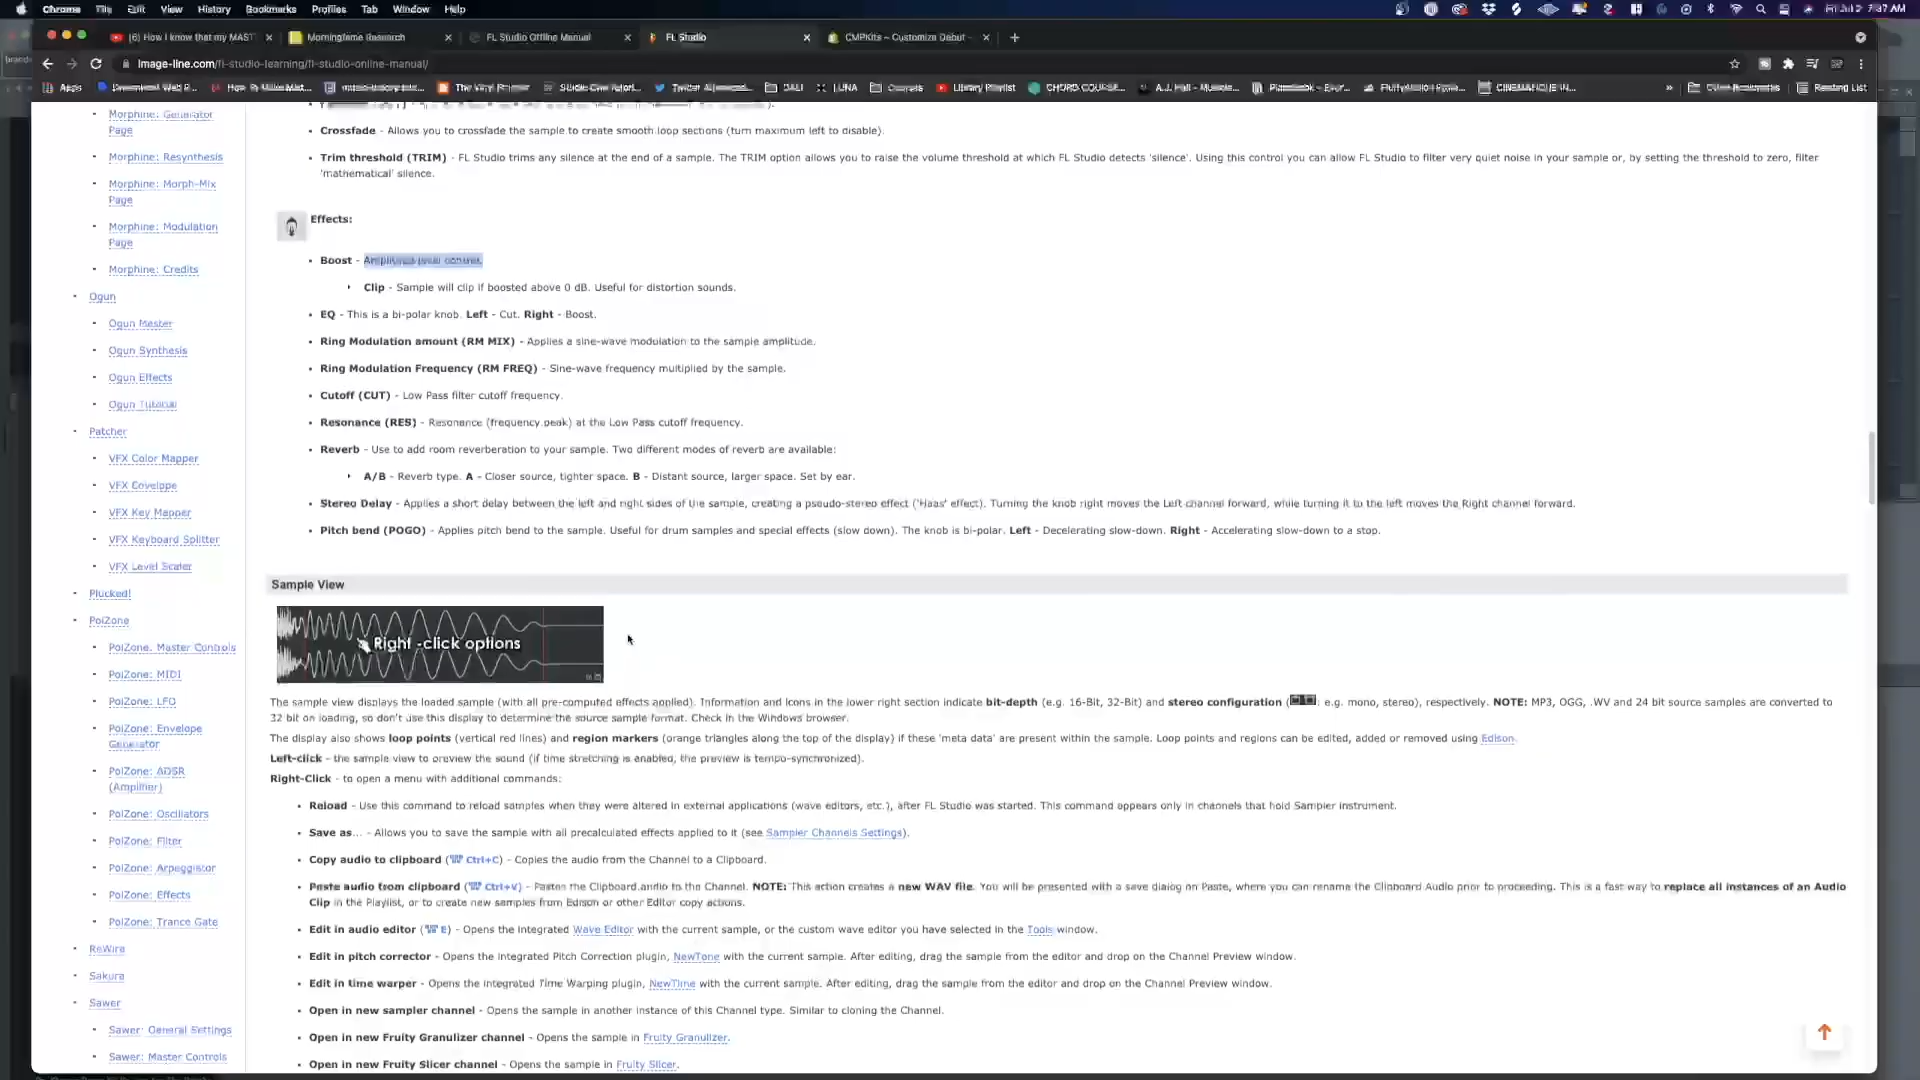 Chrome File Edit View History Bookmarks Profiles Tab Window Help
(6) How I know that my MAST
Morningfame Research
FL Studio Offline Manual
FL Studio
CMPKits ~ Customize Debut
image-line.com/fl-studio-learning/fl-studio-online-manual/
Apps
Library Playlist
CHORD COURSE...
LUNA
Reading List
Morphine: Generator
Page
Morphine: Resynthesis
Morphine: Morph-Mix
Page
Morphine: Modulation
Page
Morphine: Credits
Ogun
Ogun Master
Ogun Synthesis
Ogun Effects
Ogun Tutorial
Patcher
VFX Color Mapper
VFX Envelope
VFX Key Mapper
VFX Keyboard Splitter
VFX Level Scaler
Plucked!
PoiZone
PoiZone: Master Controls
PoiZone: MIDI
PoiZone: LFO
PoiZone: Envelope
Generator
PoiZone: ADSR
(Amplifier)
PoiZone: Oscillators
PoiZone: Filter
PoiZone: Arpeggiator
PoiZone: Effects
PoiZone: Trance Gate
ReWire
Sakura
Sawer
Sawer: General Settings
Sawer: Master Controls
Crossfade - Allows you to crossfade the sample to create smooth loop sections (turn maximum left to disable).
Trim threshold (TRIM) - FL Studio trims any silence at the end of a sample. The TRIM option allows you to raise the volume threshold at which FL Studio detects 'silence'. Using this control you can allow FL Studio to filter very quiet noise in your sample or, by setting the threshold to zero, filter
'mathematical' silence.
Effects:
Boost - Amplitude level control.
Clip - Sample will clip if boosted above 0 dB. Useful for distortion sounds.
EQ - This is a bi-polar knob. Left - Cut. Right - Boost.
Ring Modulation amount (RM MIX) - Applies a sine-wave modulation to the sample amplitude.
Ring Modulation Frequency (RM FREQ) - Sine-wave frequency multiplied by the sample.
Cutoff (CUT) - Low Pass filter cutoff frequency.
Resonance (RES) - Resonance (frequency peak) at the Low Pass cutoff frequency.
Reverb - Use to add room reverberation to your sample. Two different modes of reverb are available:
A/B - Reverb type. A - Closer source, tighter space. B - Distant source, larger space. Set by ear.
Stereo Delay - Applies a short delay between the left and right sides of the sample, creating a pseudo-stereo effect ('Haas' effect). Turning the knob right moves the Left channel forward, while turning it to the left moves the Right channel forward.
Pitch bend (POGO) - Applies pitch bend to the sample. Useful for drum samples and special effects (slow down). The knob is bi-polar. Left - Decelerating slow-down. Right - Accelerating slow-down to a stop.
Sample View
Right -click options
The sample view displays the loaded sample (with all pre-computed effects applied). Information and icons in the lower right section indicate bit-depth (e.g. 16-Bit, 32-Bit) and stereo configuration ( : e.g. mono, stereo), respectively. NOTE: MP3, OGG, .WV and 24 bit source samples are converted to
32 bit on loading, so don't use this display to determine the source sample format. Check in the Windows browser.
The display also shows loop points (vertical red lines) and region markers (orange triangles along the top of the display) if these 'meta data' are present within the sample. Loop points and regions can be edited, added or removed using Edison.
Left-click - the sample view to preview the sound (if time stretching is enabled, the preview is tempo-synchronized).
Right-Click - to open a menu with additional commands:
Reload - Use this command to reload samples when they were altered in external applications (wave editors, etc.), after FL Studio was started. This command appears only in channels that hold Sampler instrument.
Save as... - Allows you to save the sample with all precalculated effects applied to it (see Sampler Channels Settings).
Copy audio to clipboard (Ctrl+C) - Copies the audio from the Channel to a Clipboard.
Paste audio from clipboard (Ctrl+V) - Pastes the Clipboard audio to the Channel. NOTE: This action creates a new WAV file. You will be presented with a save dialog on Paste, where you can rename the Clipboard Audio prior to proceeding. This is a fast way to replace all instances of an Audio
Clip in the Playlist, or to create new samples from Edison or other Editor copy actions.
Edit in audio editor (E) - Opens the integrated Wave Editor with the current sample, or the custom wave editor you have selected in the Tools window.
Edit in pitch corrector - Opens the integrated Pitch Correction plugin, NewTone with the current sample. After editing, drag the sample from the editor and drop on the Channel Preview window.
Edit in time warper - Opens the integrated Time Warping plugin, NewTime with the current sample. After editing, drag the sample from the editor and drop on the Channel Preview window.
Open in new sampler channel - Opens the sample in another instance of this Channel type. Similar to cloning the Channel.
Open in new Fruity Granulizer channel - Opens the sample in Fruity Granulizer.
Open in new Fruity Slicer channel - Opens the sample in Fruity Slicer.